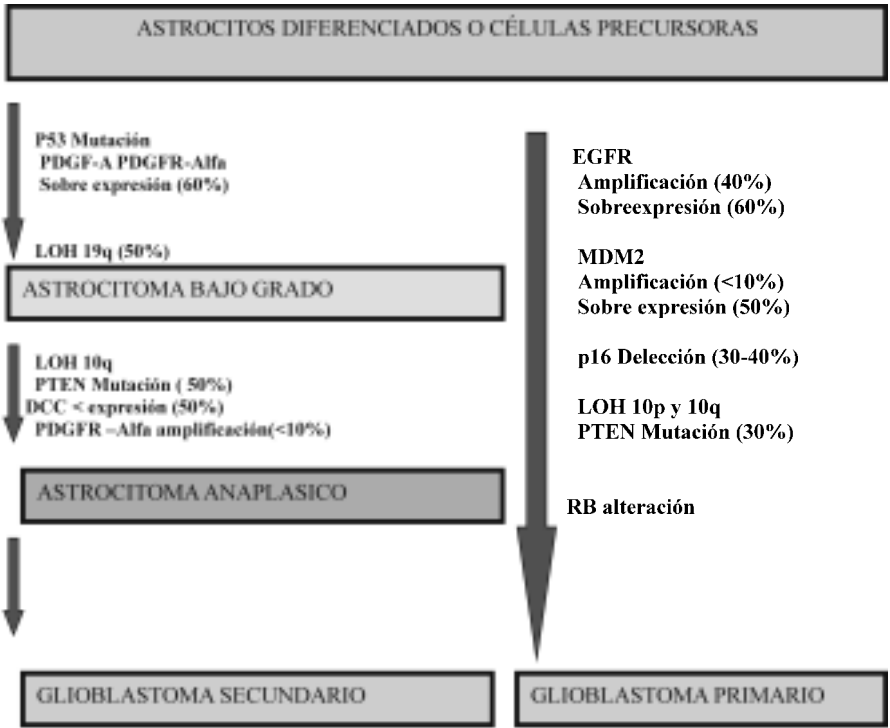 ASTROCITOS DIFERENCIADOS O CÉLULAS PRECURSORAS
P53 Mutación
PDGF-A PDGFR-Alfa
Sobre expresión (60%)
LOH 19q (50%)
ASTROCITOMA BAJO GRADO
LOH 10q
PTEN Mutación ( 50%)
DCC < expresión (50%)
PDGFR –Alfa amplificación(<10%)
ASTROCITOMA ANAPLASICO
GLIOBLASTOMA SECUNDARIO
EGFR
Amplificación (40%)
Sobreexpresión (60%)
MDM2
Amplificación (<10%)
Sobre expresión (50%)
p16 Delección (30-40%)
LOH 10p y 10q
PTEN Mutación (30%)
RB alteración
GLIOBLASTOMA PRIMARIO